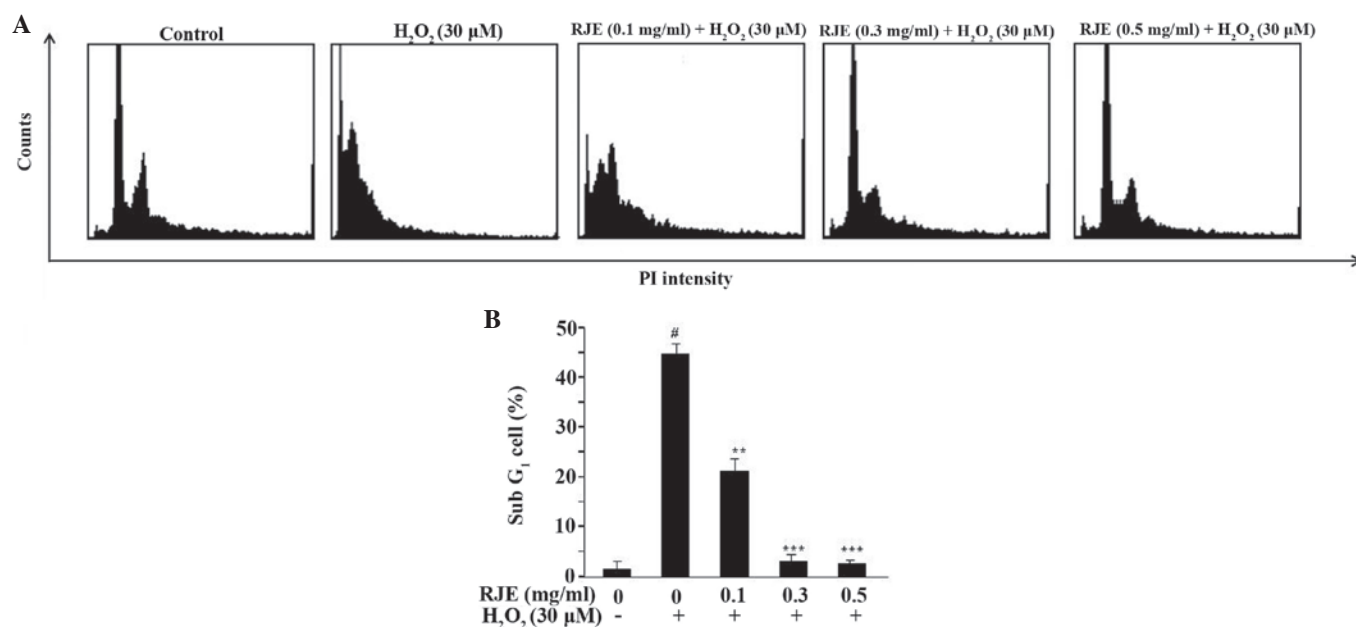 A
Control
H₂O₂ (30 µM)
RJE (0.1 mg/ml) + H₂O₂ (30 µM)
RJE (0.3 mg/ml) + H₂O₂ (30 µM)
RJE (0.5 mg/ml) + H₂O₂ (30 µM)
Counts
PI intensity
B
Sub G₁ cell (%)
50
40
30
20
10
0
#
**
***
***
RJE (mg/ml) 0 0 0.1 0.3 0.5
H₂O₂ (30 µM) - + + + +